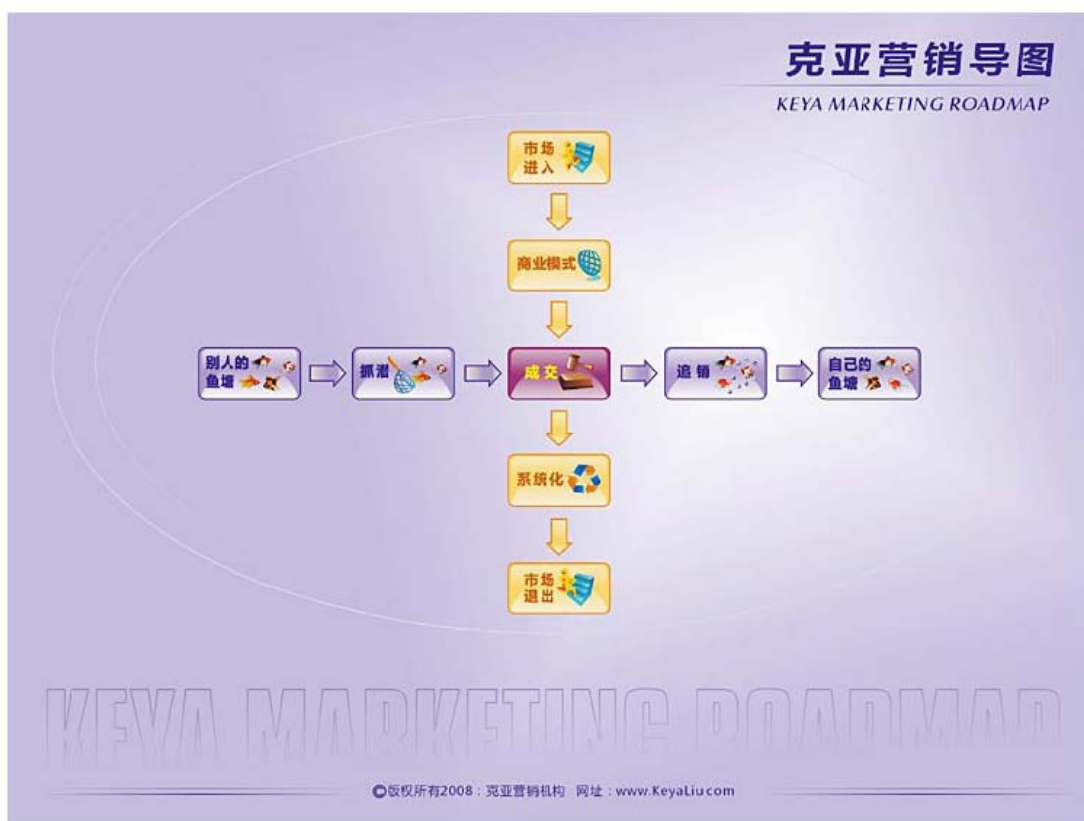 克亚营销导图
KEYA MARKETING ROADMAP
市场
进入
商业模式
别人的
鱼塘
抓潜
成交
追销
自己的
鱼塘
系统化
市场
退出
KEYA MARKETING ROADMAP
©版权所有2008：克亚营销机构 网址：www.KeyaLiu.com